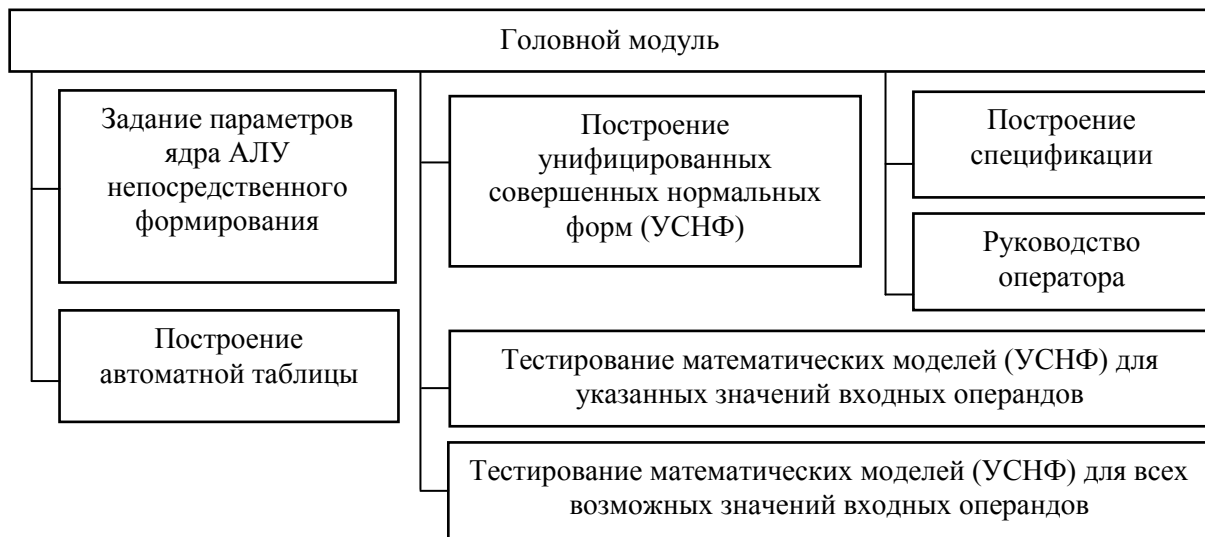 Головной модуль
Задание параметров
ядра АЛУ
непосредственного
формирования
Построение
автоматной таблицы
Построение
унифицированных
совершенных нормальных
форм (УСНФ)
Построение
спецификации
Руководство
оператора
Тестирование математических моделей (УСНФ) для
указанных значений входных операндов
Тестирование математических моделей (УСНФ) для всех
возможных значений входных операндов